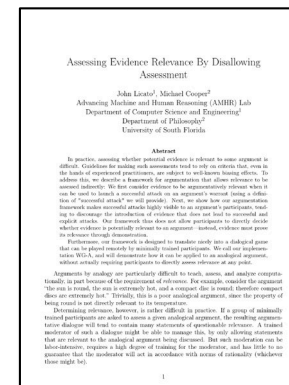 Assessing Evidence Relevance By Disallowing
Assessment
John Licato¹, Michael Cooper²
Advancing Machine and Human Reasoning (AMHR) Lab
Department of Computer Science and Engineering¹
Department of Philosophy²
University of South Florida
Abstract
In practice, assessing whether potential evidence is relevant to some argument is
difficult. Guidelines for making such assessments tend to rely on criteria that, even in
the hands of experienced practitioners, are subject to well-known biasing effects. To
address this, we describe a framework for argumentation that allows relevance to be
assessed indirectly: We first consider evidence to be argumentatively relevant when it
can be used to launch a successful attack on an argument's warrant (using a defini-
tion of "successful attack" we will provide). Next, we show how our argumentation
framework makes successful attacks highly visible to an argument's participants, tend-
ing to discourage the introduction of evidence that does not lead to successful and
explicit attacks. Our framework thus does not allow participants to directly decide
whether evidence is potentially relevant to an argument – instead, evidence must prove
its relevance through demonstration.
Furthermore, our framework is designed to translate nicely into a dialogical game
that can be played remotely by minimally trained participants. We call our implemen-
tation WG-A, and will demonstrate how it can be applied to an analogical argument,
without actually requiring participants to directly assess relevance at any point.
Arguments by analogy are particularly difficult to teach, assess, and analyze computa-
tionally, in part because of the requirement of relevance. For example, consider the argument
"the sun is round, the sun is extremely hot, and a compact disc is round; therefore compact
discs are extremely hot." Trivially, this is a poor analogical argument, since the property of
being round is not directly relevant to its temperature.
Determining relevance, however, is rather difficult in practice. If a group of minimally
trained participants are asked to assess a given analogical argument, the resulting argumen-
tative dialogue will tend to contain many statements of questionable relevance. A trained
moderator of such a dialogue might be able to manage this, by only allowing statements
that are relevant to the analogical argument being discussed. But such moderation can be
labor-intensive, requires a high degree of training for the moderator, and has little to no
guarantee that the moderator will act in accordance with norms of rationality (whichever
those might be).
1